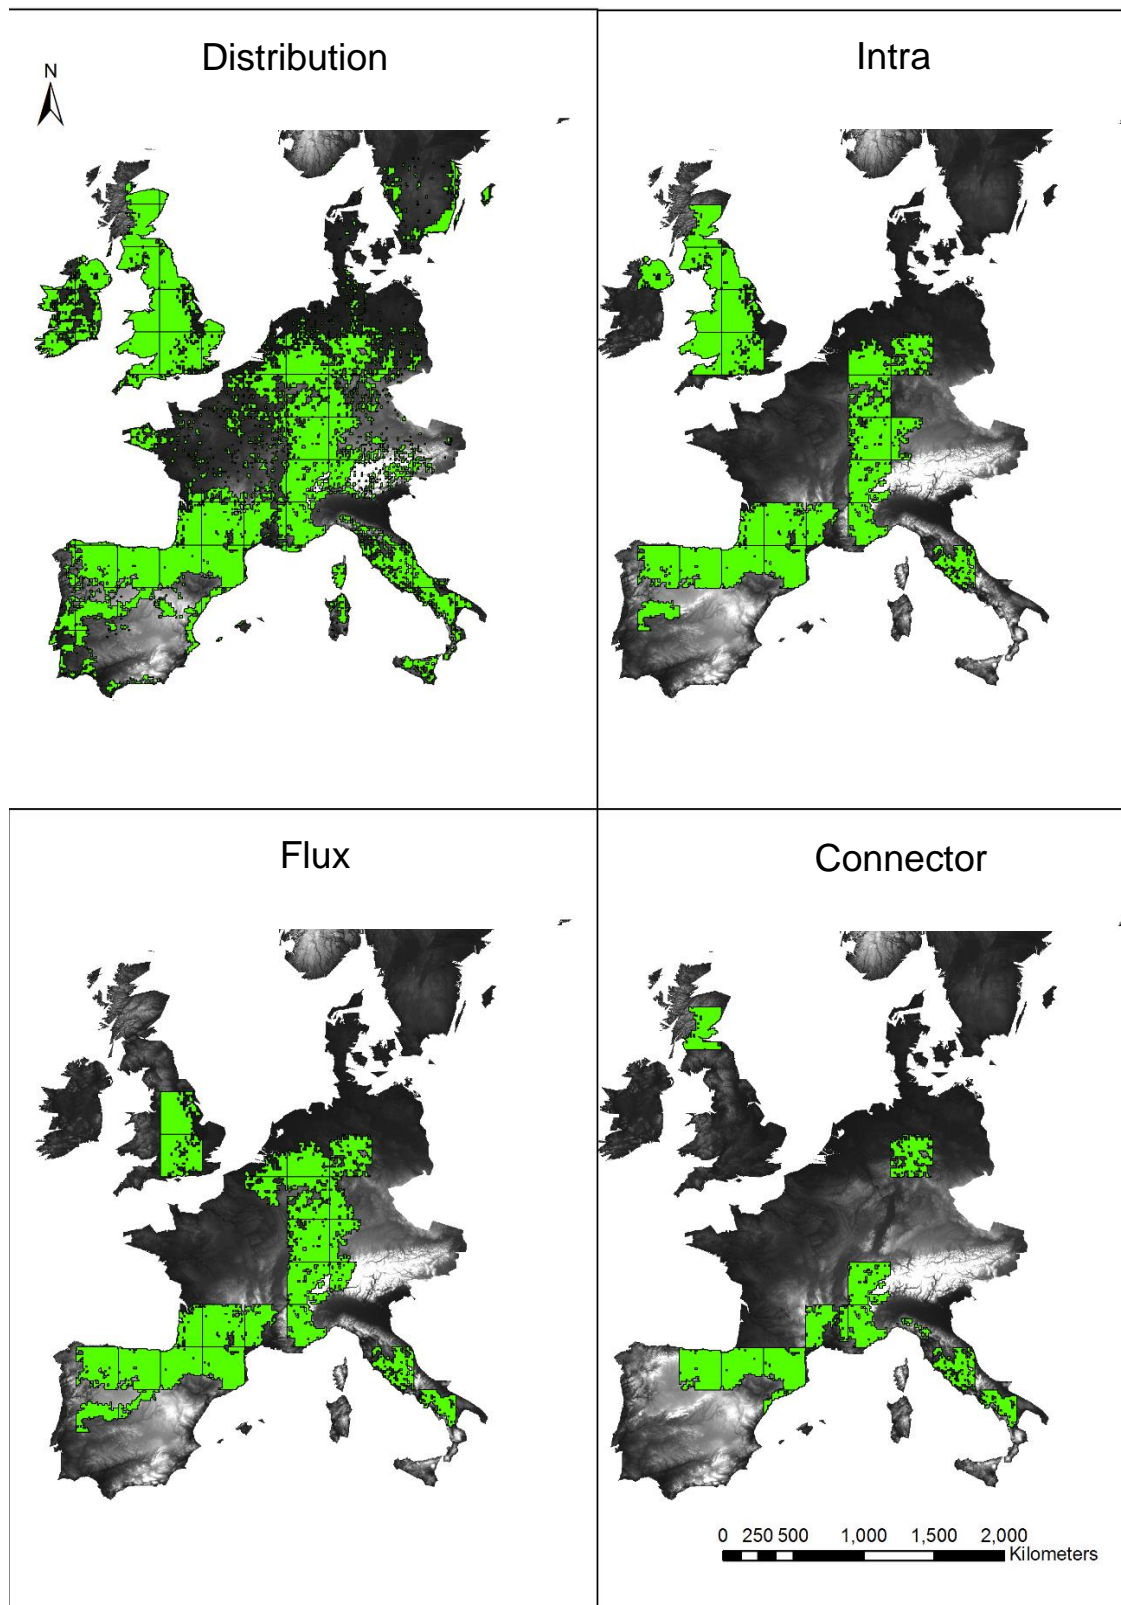 Distribution
Intra
N
Flux
Connector
0 250 500 1,000 1,500 2,000
Kilometers